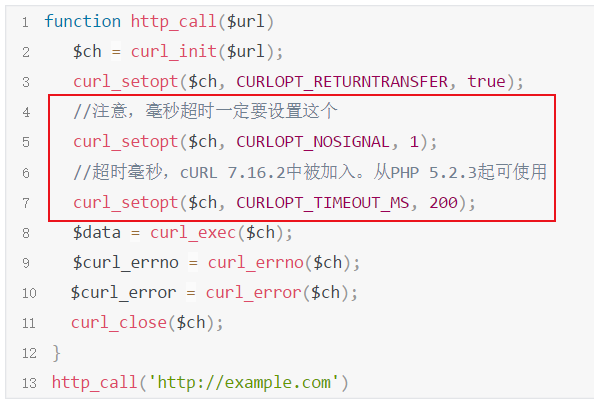 1 function http_call($url)
2 $ch = curl_init($url);
3 curl_setopt($ch, CURLOPT_RETURNTRANSFER, true);
4 //注意，毫秒超时一定要设置这个
5 curl_setopt($ch, CURLOPT_NOSIGNAL, 1);
6 //超时毫秒，cURL 7.16.2中被加入。从PHP 5.2.3起可使用
7 curl_setopt($ch, CURLOPT_TIMEOUT_MS, 200);
8 $data = curl_exec($ch);
9 $curl_errno = curl_errno($ch);
10 $curl_error = curl_error($ch);
11 curl_close($ch);
12 }
13 http_call('http://example.com')